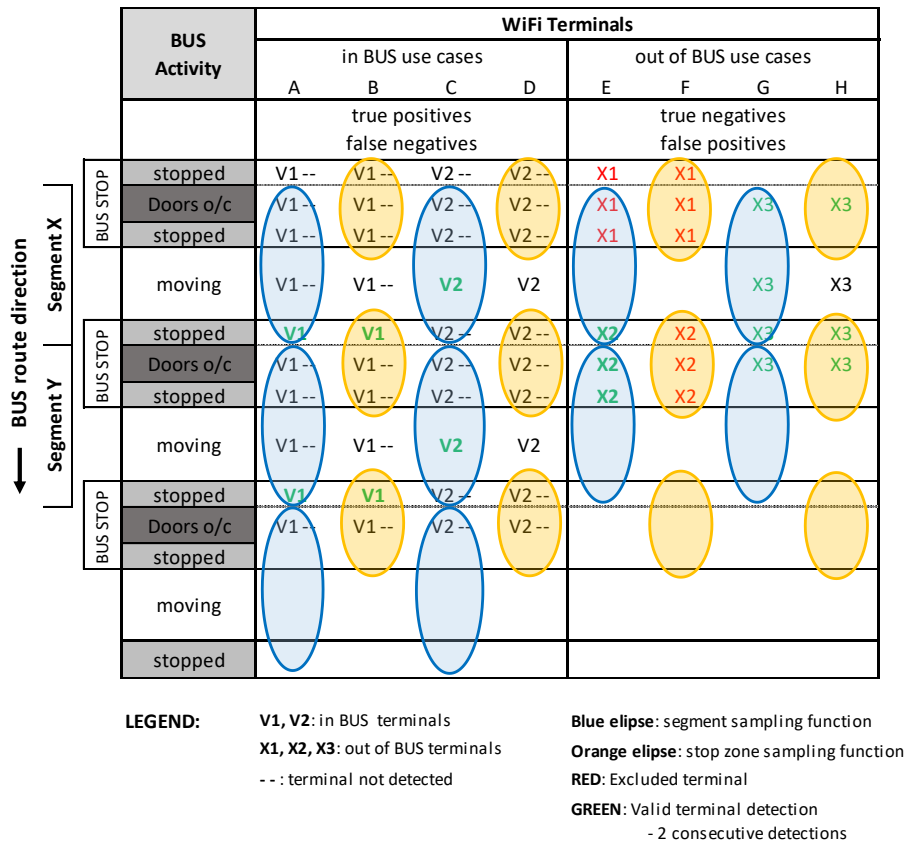 BUS Activity
WiFi Terminals
in BUS use cases
out of BUS use cases
A B C D E F G H
true positives
false negatives
true negatives
false positives
BUS route direction
Segment X
Segment Y
BUS STOP
BUS STOP
BUS STOP
stopped V1 -- V1 -- V2 -- V2 -- X1 X1
Doors o/c V1 -- V1 -- V2 -- V2 -- X1 X1 X3 X3
stopped V1 -- V1 -- V2 -- V2 -- X1 X1
moving V1 -- V1 -- V2 V2 X3 X3
stopped V1 V1 V2 -- V2 -- X2 X2 X3 X3
Doors o/c V1 -- V1 -- V2 -- V2 -- X2 X2 X3 X3
stopped V1 -- V1 -- V2 -- V2 -- X2 X2
moving V1 -- V1 -- V2 V2
stopped V1 V1 V2 -- V2 --
Doors o/c V1 -- V1 -- V2 -- V2 --
stopped
moving
stopped
LEGEND:
V1, V2: in BUS terminals
X1, X2, X3: out of BUS terminals
- - : terminal not detected
Blue elipse: segment sampling function
Orange elipse: stop zone sampling function
RED: Excluded terminal
GREEN: Valid terminal detection
- 2 consecutive detections